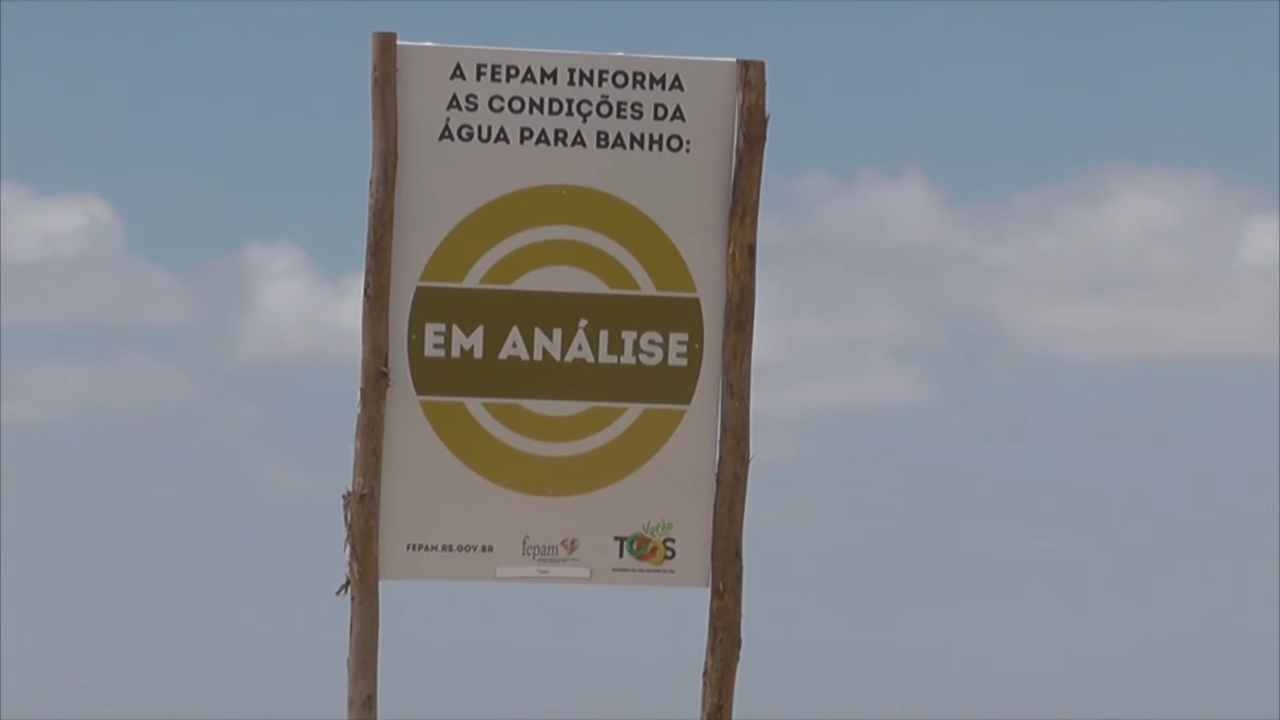 A FEPAM INFORMA
AS CONDIÇÕES DA
ÁGUA PARA BANHO:
EM ANÁLISE
FEPAM.RS.GOV.BR
fepam
Verão
TODOS